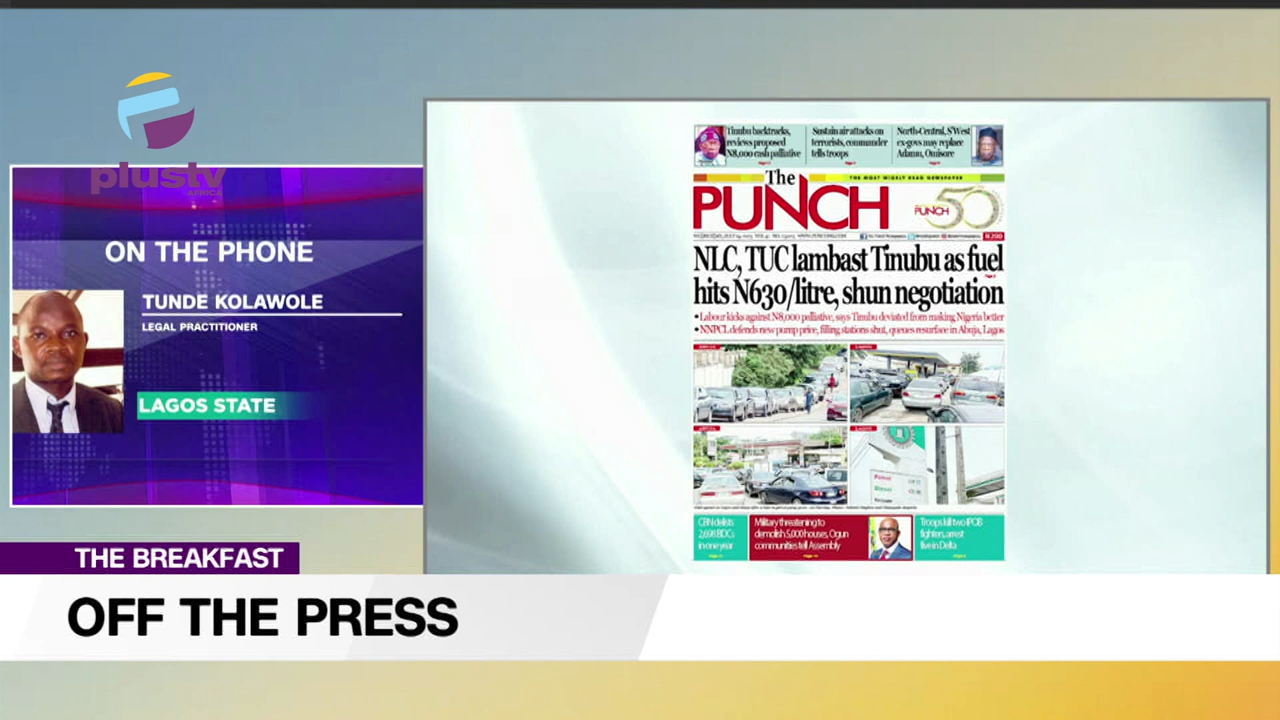 plustv
AFRICA
ON THE PHONE
TUNDE KOLAWOLE
LEGAL PRACTITIONER
LAGOS STATE
THE BREAKFAST
OFF THE PRESS
Tinubu backtracks,
reviews proposed
N8,000 cash palliative
Sustain air attacks on
terrorists, commander
tells troops
North-Central, S'West
ex-govs may replace
Adamu, Omisore
The
PUNCH
THE MOST WIDELY READ NEWSPAPER
PUNCH 50
N200
NLC, TUC lambast Tinubu as fuel
hits N630/litre, shun negotiation
•Labour kicks against N8,000 palliative, says Tinubu deviated from making Nigeria better
•NNPCL defends new pump price, filling stations shut, queues resurface in Abuja, Lagos
Petrol
Diesel
CBN delists
2,698 BDCs
in one year
Military threatening to
demolish 5,000 houses, Ogun
communities tell Assembly
Troops kill two IPOB
fighters, arrest
five in Delta